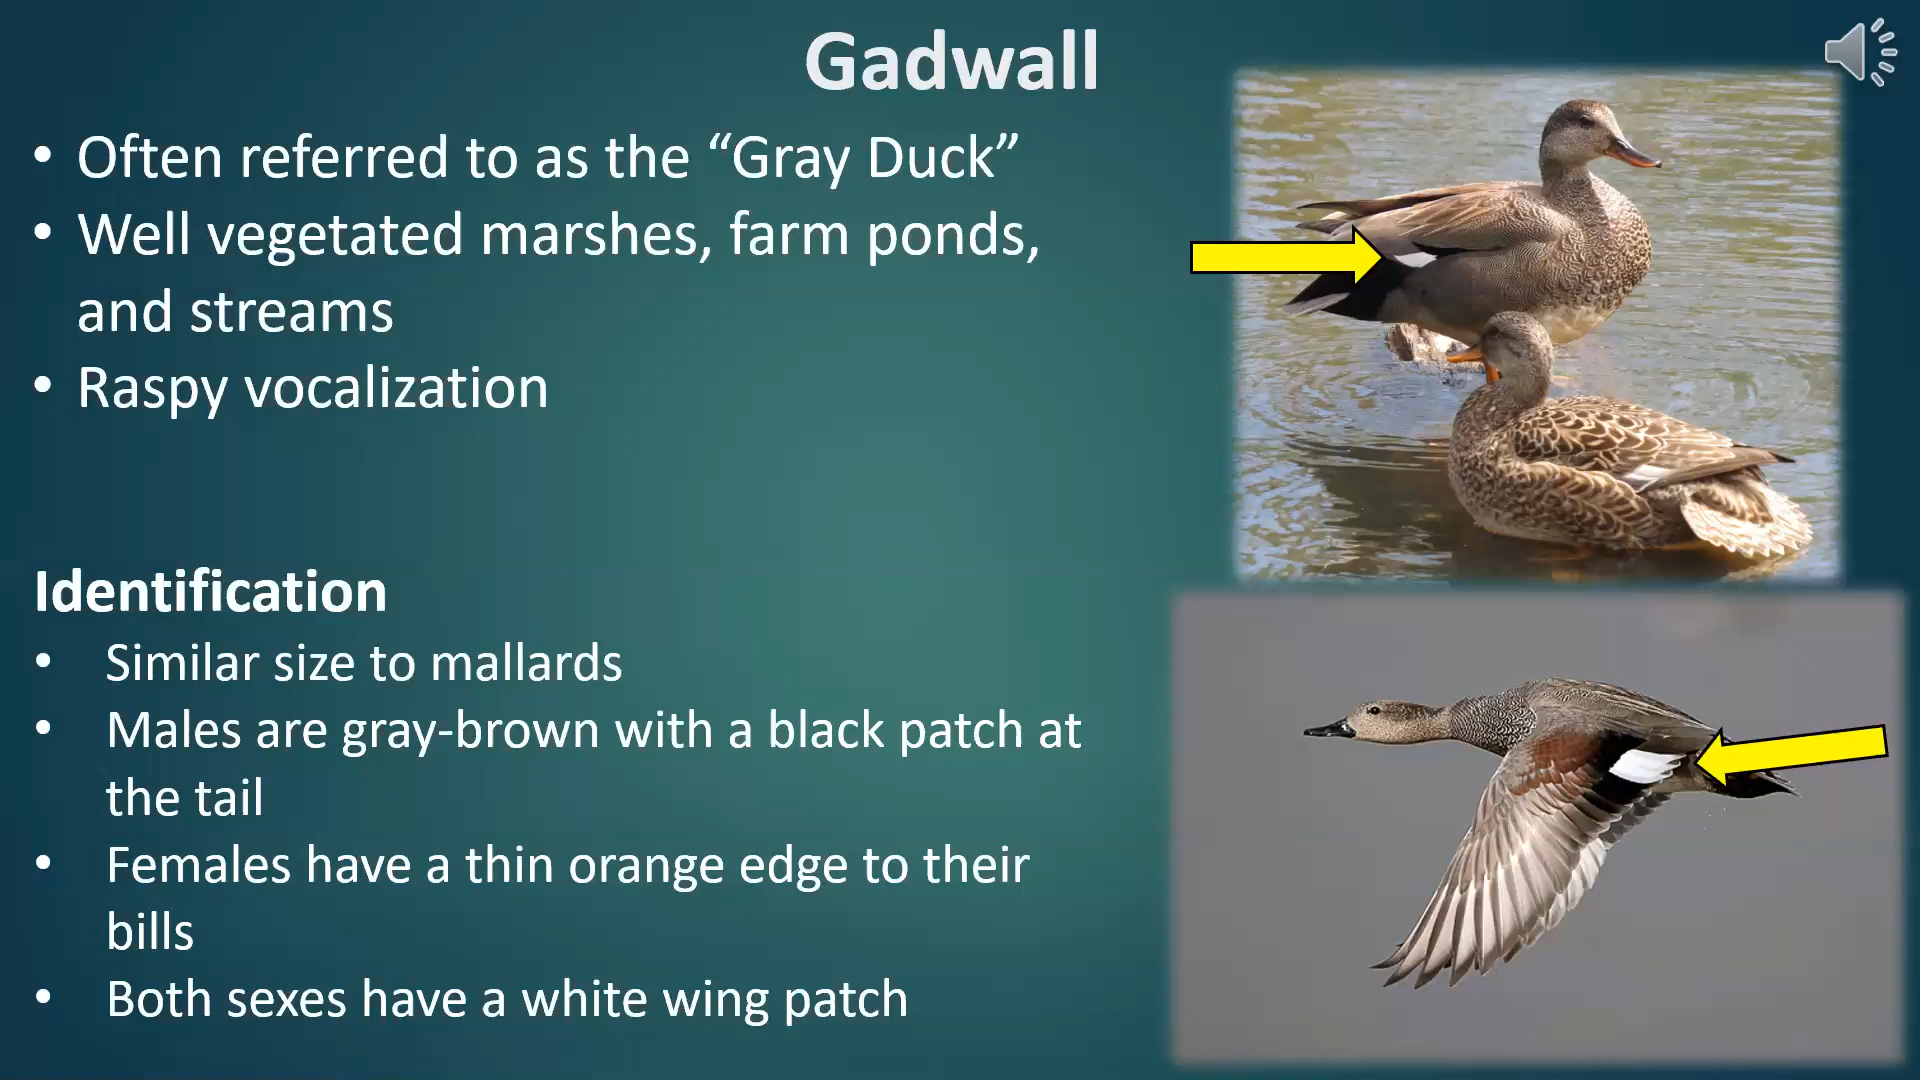 Gadwall
• Often referred to as the “Gray Duck”
• Well vegetated marshes, farm ponds,
and streams
• Raspy vocalization
Identification
• Similar size to mallards
• Males are gray-brown with a black patch at
the tail
• Females have a thin orange edge to their
bills
• Both sexes have a white wing patch